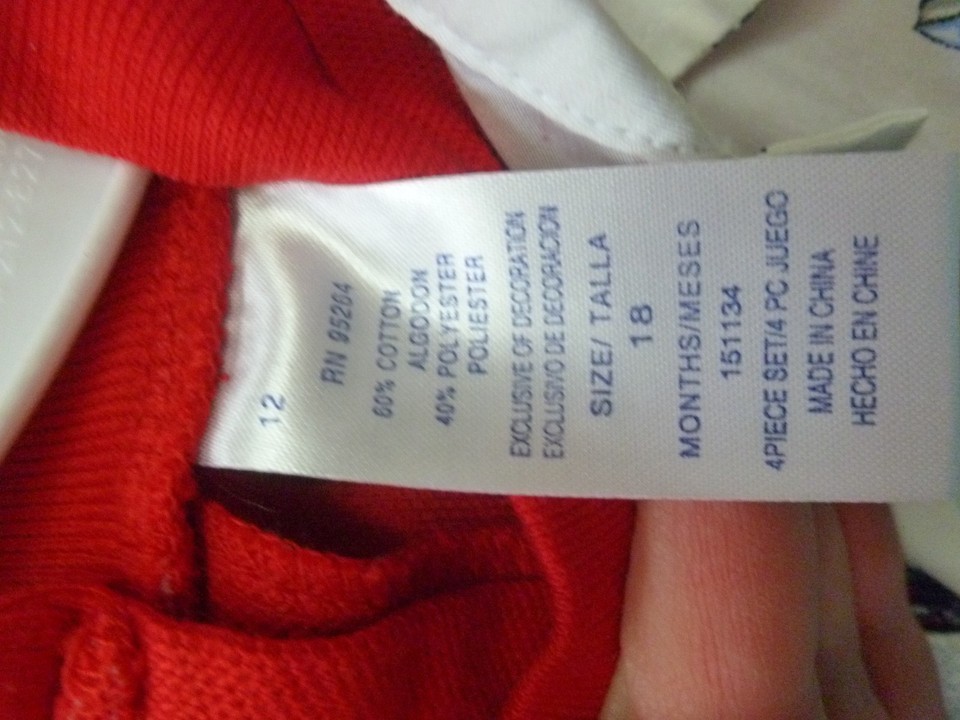 12
RN 95264
60% COTTON
ALGODON
40% POLYESTER
POLIESTER
EXCLUSIVE OF DECORATION
EXCLUSIVO DE DECORACION
SIZE/ TALLA
18
MONTHS/MESES
151134
4PIECE SET/4 PC JUEGO
MADE IN CHINA
HECHO EN CHINE